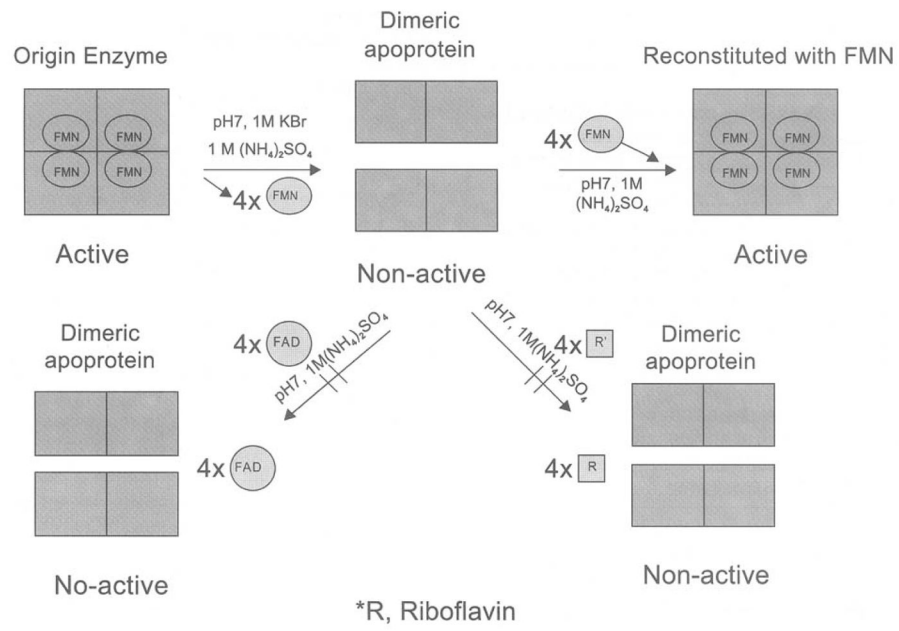 Dimeric
apoprotein
Origin Enzyme
Reconstituted with FMN
FMN
FMN
FMN
FMN
pH7, 1M KBr
1 M (NH₄)₂SO₄
4x FMN
4x FMN
pH7, 1M
(NH₄)₂SO₄
FMN
FMN
FMN
FMN
Active
Non-active
Active
Dimeric
apoprotein
4x FAD
pH7, 1M(NH₄)₂SO₄
4x FAD
No-active
pH7, 1M(NH₄)₂SO₄
4x R'
Dimeric
apoprotein
4x R
Non-active
*R, Riboflavin